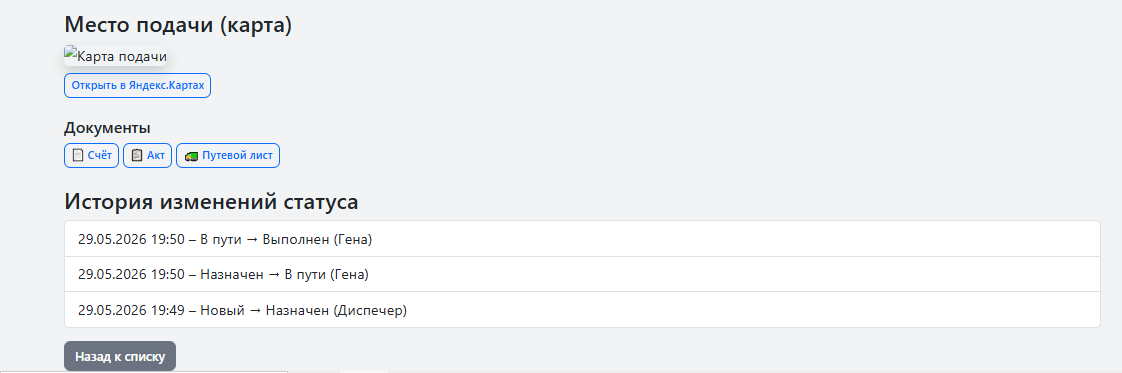 Место подачи (карта)
Карта подачи
Открыть в Яндекс.Картах
Документы
Счёт Акт Путевой лист
История изменений статуса
29.05.2026 19:50 – В пути → Выполнен (Гена)
29.05.2026 19:50 – Назначен → В пути (Гена)
29.05.2026 19:49 – Новый → Назначен (Диспечер)
Назад к списку